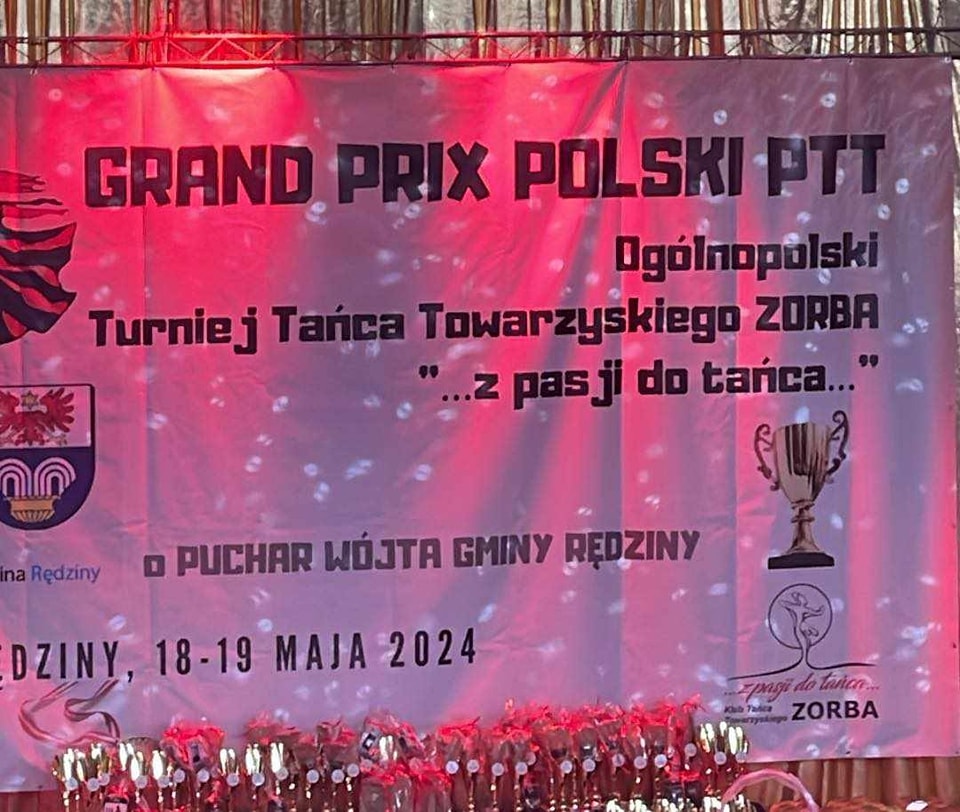 GRAND PRIX POLSKI PTT
Ogólnopolski
Turniej Tańca Towarzyskiego ZORBA
"...z pasji do tańca..."
o PUCHAR WÓJTA GMINY RĘDZINY
ina Rędziny
ĘDZINY, 18-19 MAJA 2024
...z pasji do tańca...
Klub Tańca
Towarzyskiego ZORBA